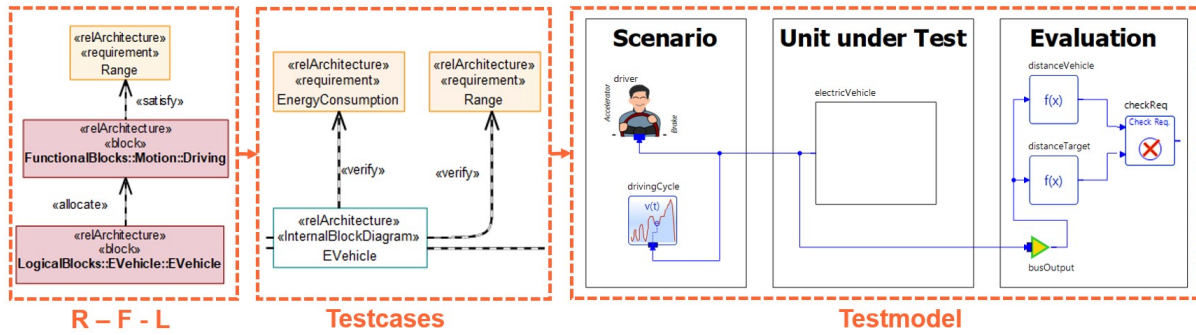 «relArchitecture»
«requirement»
Range
«satisfy»
«relArchitecture»
«block»
FunctionalBlocks::Motion::Driving
«allocate»
«relArchitecture»
«block»
LogicalBlocks::EVehicle::EVehicle
R – F - L
«relArchitecture»
«requirement»
EnergyConsumption
«relArchitecture»
«requirement»
Range
«verify»
«verify»
«relArchitecture»
«InternalBlockDiagram»
EVehicle
Testcases
Scenario
driver
Accelerator
Brake
drivingCycle
v(t)
Unit under Test
electricVehicle
Evaluation
distanceVehicle
f(x)
checkReq
Check Req.
distanceTarget
f(x)
busOutput
Testmodel